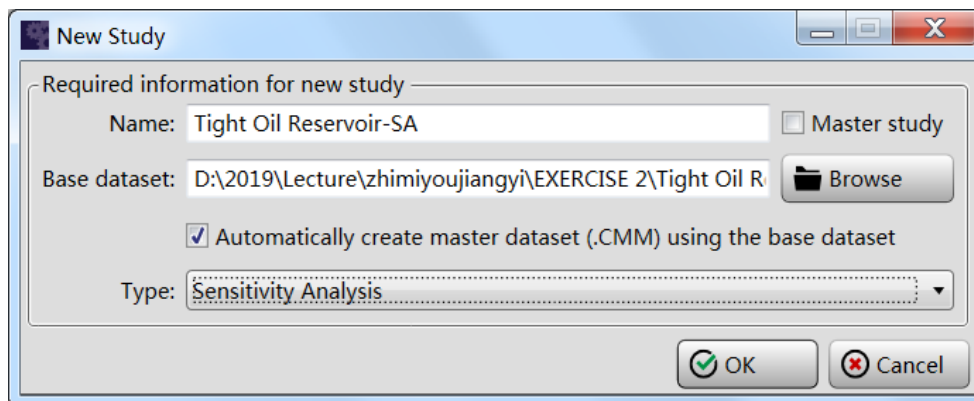 New Study
Required information for new study
Name: Tight Oil Reservoir-SA Master study
Base dataset: D:\2019\Lecture\zhimiyoujiangyi\EXERCISE 2\Tight Oil R Browse
Automatically create master dataset (.CMM) using the base dataset
Type: Sensitivity Analysis
OK Cancel